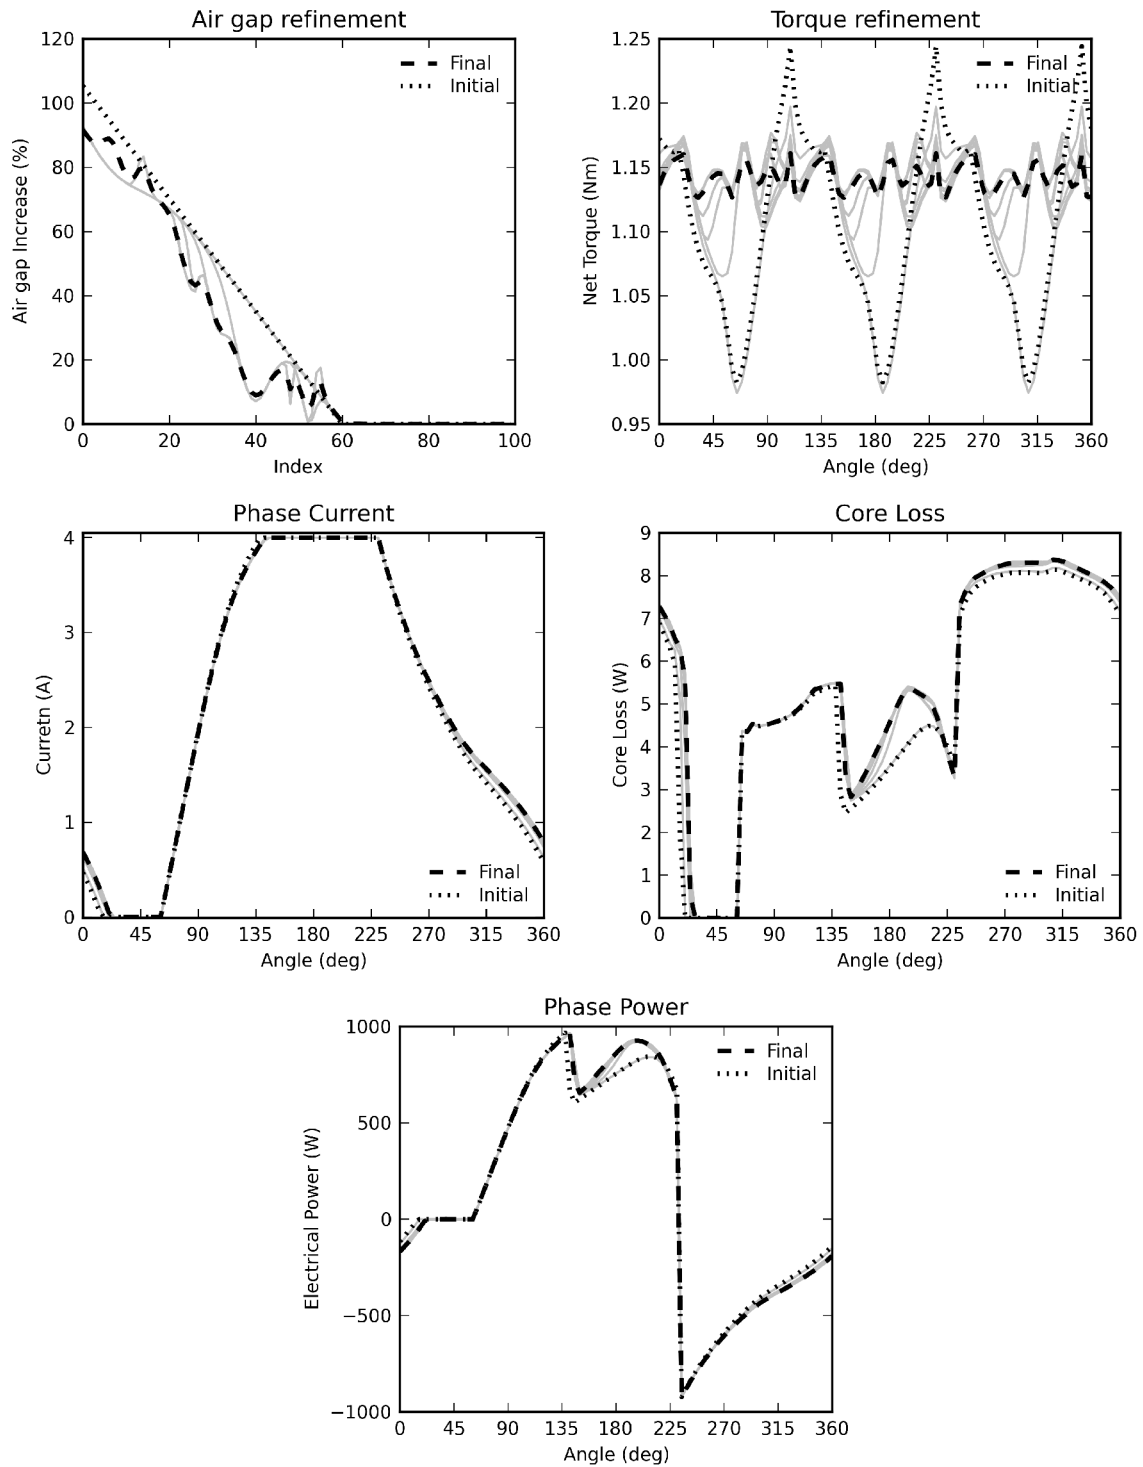 Air gap refinement
120
100
80
60
40
20
0
Air gap Increase (%)
Final
Initial
0 20 40 60 80 100
Index
Torque refinement
1.25
1.20
1.15
1.10
1.05
1.00
0.95
Net Torque (Nm)
Final
Initial
0 45 90 135 180 225 270 315 360
Angle (deg)
Phase Current
4
3
2
1
0
Curretn (A)
Final
Initial
0 45 90 135 180 225 270 315 360
Angle (deg)
Core Loss
9
8
7
6
5
4
3
2
1
0
Core Loss (W)
Final
Initial
0 45 90 135 180 225 270 315 360
Angle (deg)
Phase Power
1000
500
0
−500
−1000
Electrical Power (W)
Final
Initial
0 45 90 135 180 225 270 315 360
Angle (deg)